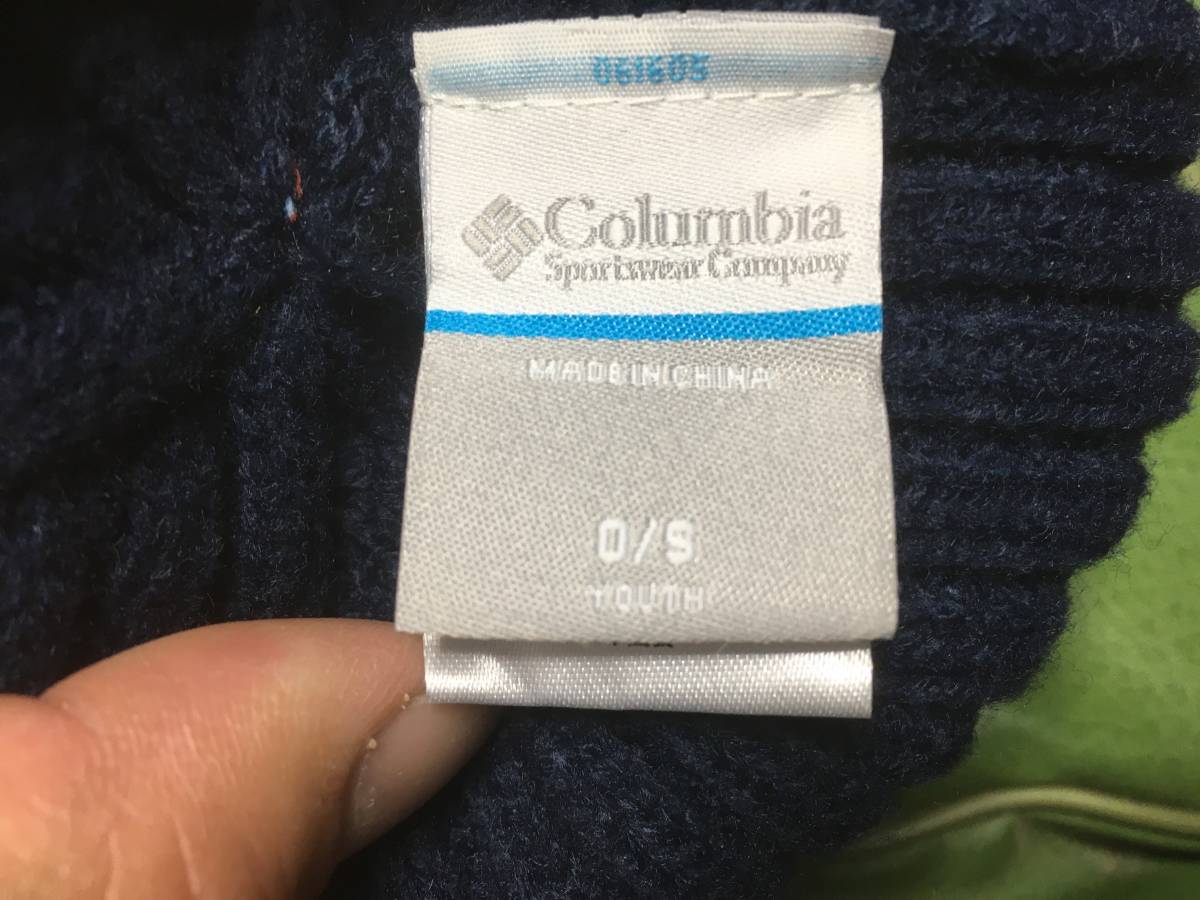 061605
Columbia
Sportswear Company
MADE IN CHINA
O/S
YOUTH